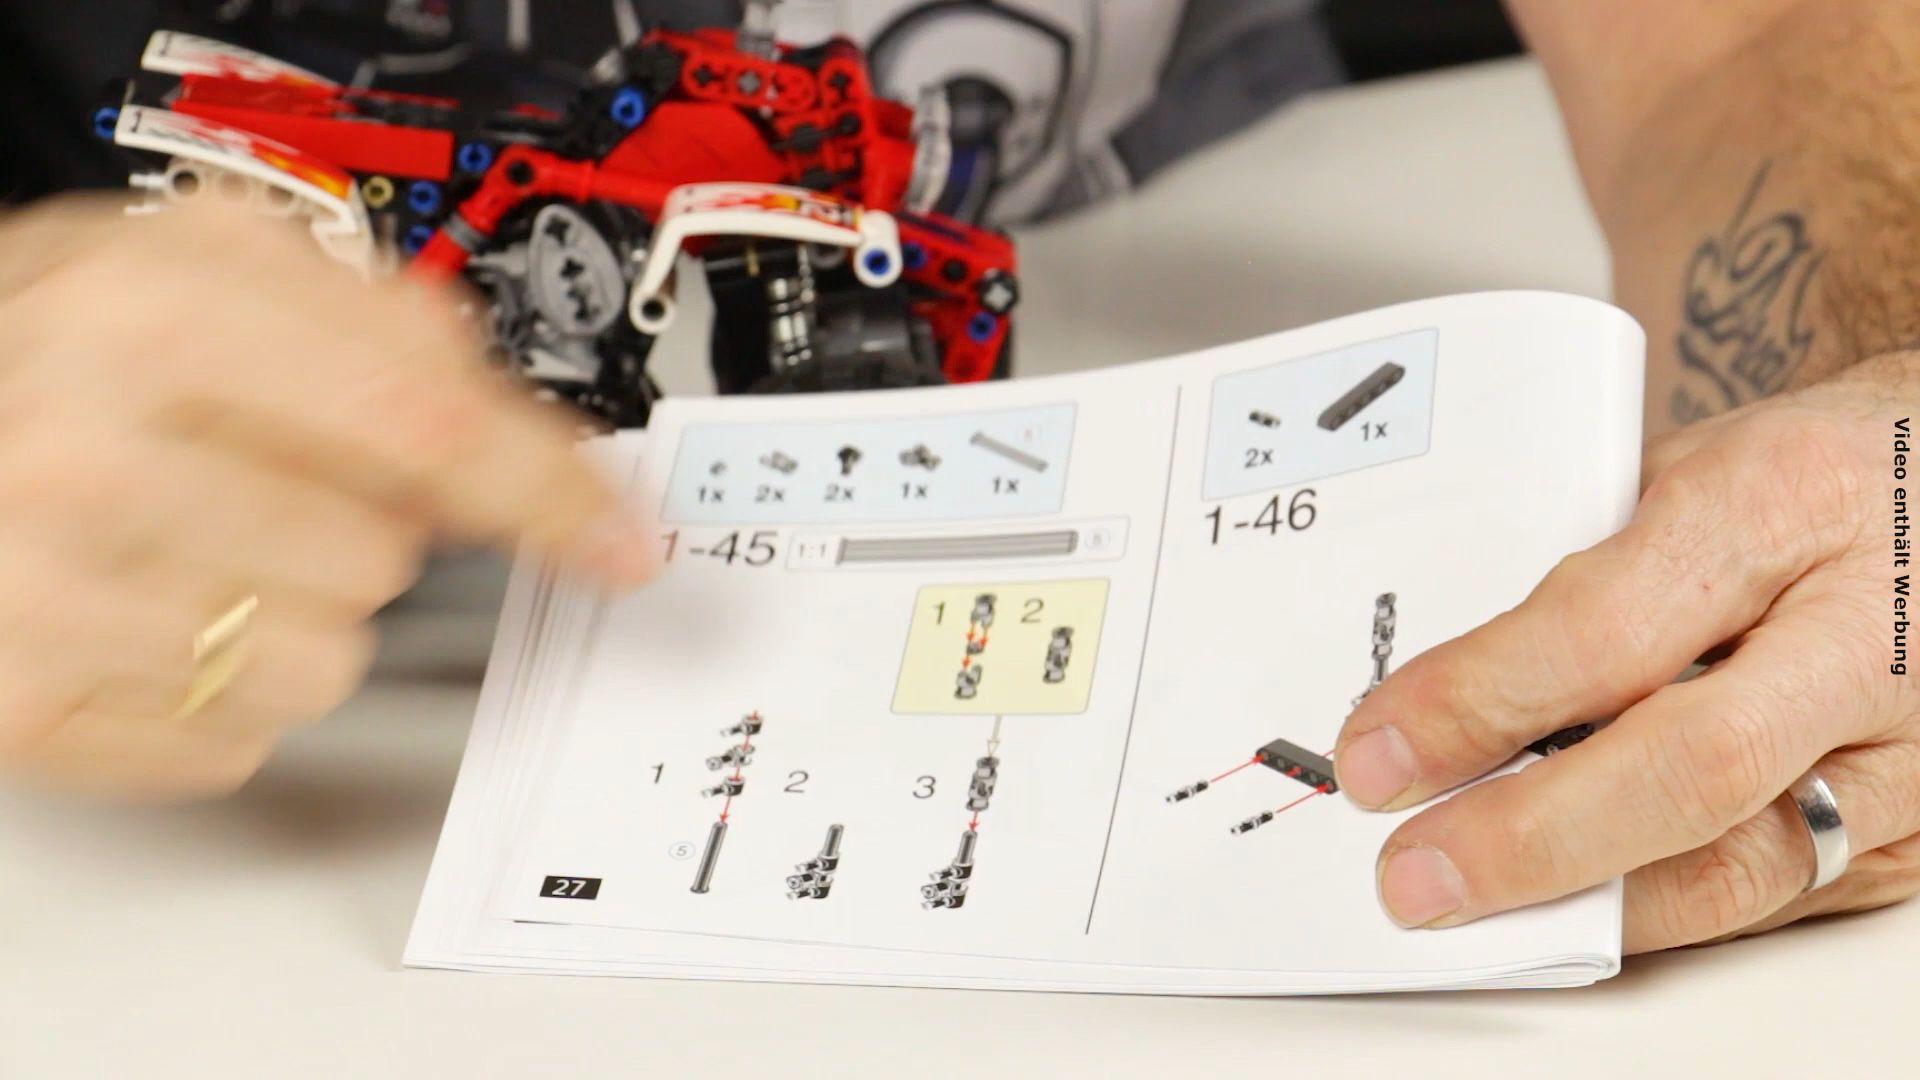 1x 2x 2x 1x 1x
1-45 1:1 5
1 2
1 2 3
5
27
2x 1x
1-46
Video enthält Werbung